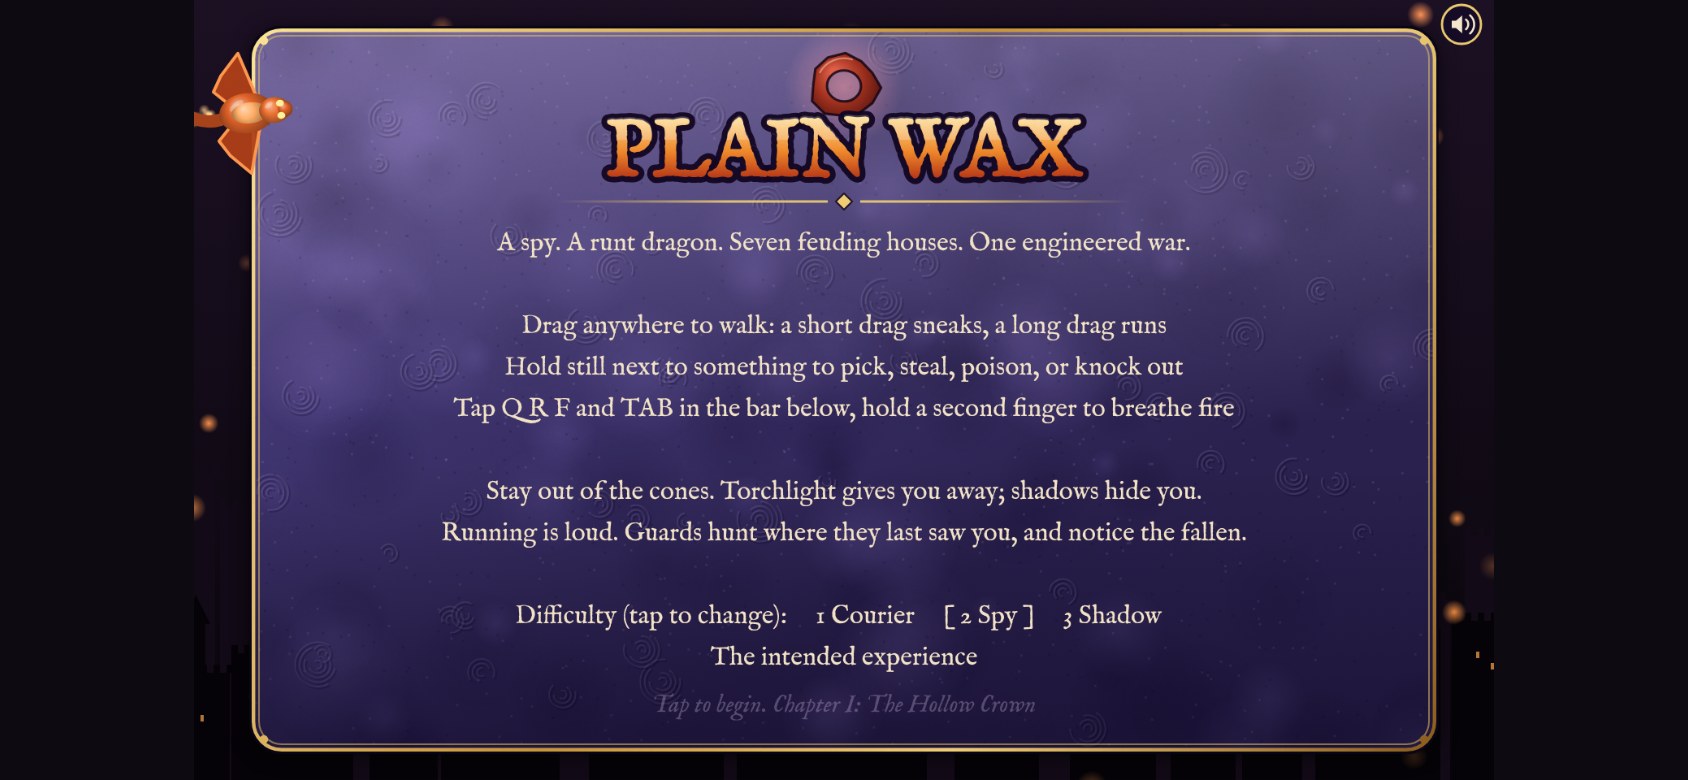 PLAIN WAX
A spy. A runt dragon. Seven feuding houses. One engineered war.
Drag anywhere to walk: a short drag sneaks, a long drag runs
Hold still next to something to pick, steal, poison, or knock out
Tap Q R F and TAB in the bar below, hold a second finger to breathe fire
Stay out of the cones. Torchlight gives you away; shadows hide you.
Running is loud. Guards hunt where they last saw you, and notice the fallen.
Difficulty (tap to change): 1 Courier [ 2 Spy ] 3 Shadow
The intended experience
Tap to begin. Chapter I: The Hollow Crown